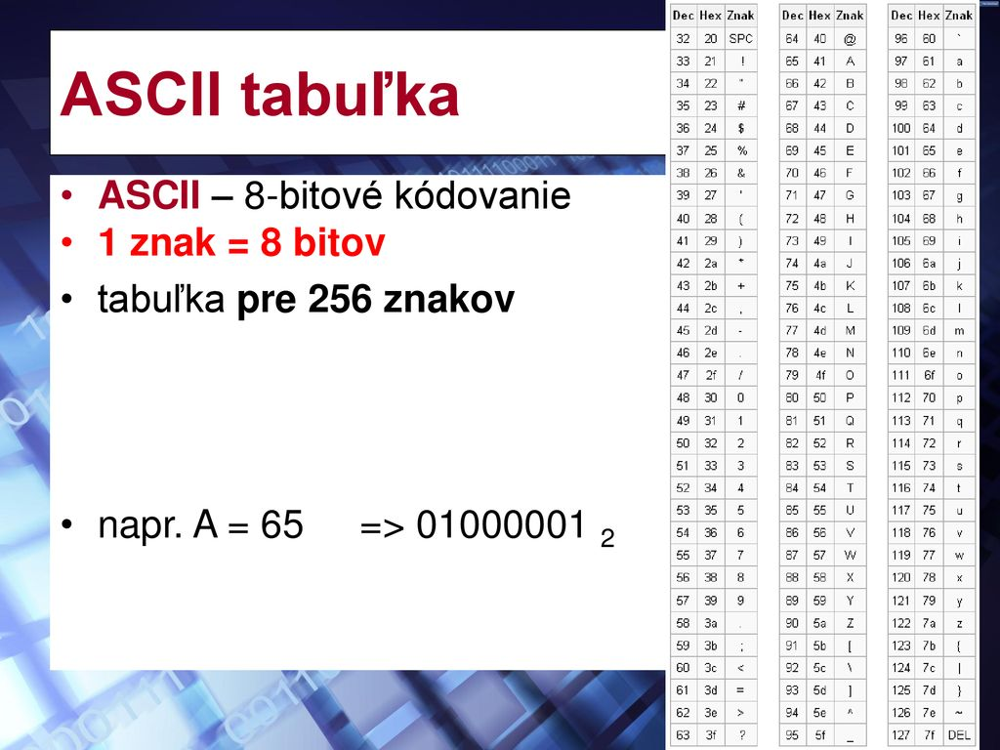 ASCII tabuľka
• ASCII – 8-bitové kódovanie
• 1 znak = 8 bitov
• tabuľka pre 256 znakov
• napr. A = 65 => 01000001 2
Dec Hex Znak Dec Hex Znak Dec Hex Znak
32 20 SPC 64 40 @ 96 60 `
33 21 ! 65 41 A 97 61 a
34 22 " 66 42 B 98 62 b
35 23 # 67 43 C 99 63 c
36 24 $ 68 44 D 100 64 d
37 25 % 69 45 E 101 65 e
38 26 & 70 46 F 102 66 f
39 27 ' 71 47 G 103 67 g
40 28 ( 72 48 H 104 68 h
41 29 ) 73 49 I 105 69 i
42 2a * 74 4a J 106 6a j
43 2b + 75 4b K 107 6b k
44 2c , 76 4c L 108 6c l
45 2d - 77 4d M 109 6d m
46 2e . 78 4e N 110 6e n
47 2f / 79 4f O 111 6f o
48 30 0 80 50 P 112 70 p
49 31 1 81 51 Q 113 71 q
50 32 2 82 52 R 114 72 r
51 33 3 83 53 S 115 73 s
52 34 4 84 54 T 116 74 t
53 35 5 85 55 U 117 75 u
54 36 6 86 56 V 118 76 v
55 37 7 87 57 W 119 77 w
56 38 8 88 58 X 120 78 x
57 39 9 89 59 Y 121 79 y
58 3a : 90 5a Z 122 7a z
59 3b ; 91 5b [ 123 7b {
60 3c < 92 5c \ 124 7c |
61 3d = 93 5d ] 125 7d }
62 3e > 94 5e ^ 126 7e ~
63 3f ? 95 5f _ 127 7f DEL